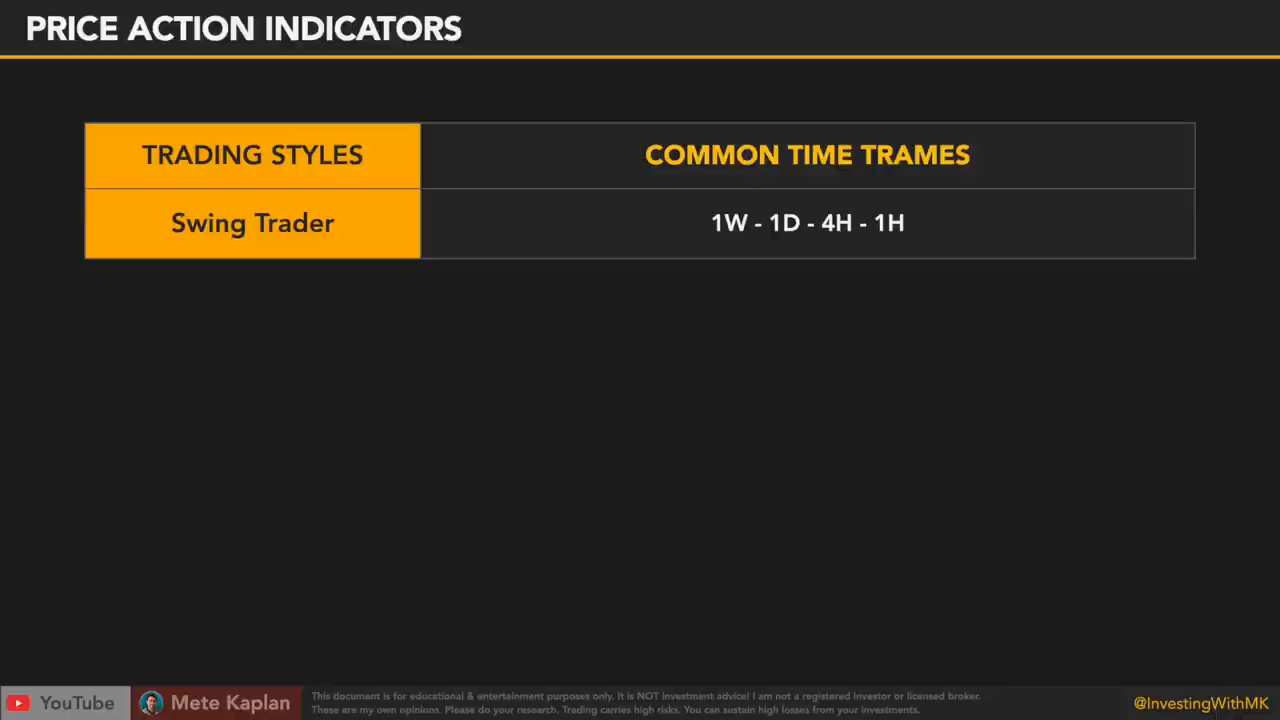 PRICE ACTION INDICATORS
TRADING STYLES
COMMON TIME TRAMES
Swing Trader
1W - 1D - 4H - 1H
YouTube
Mete Kaplan
This document is for educational & entertainment purposes only. It is NOT investment advice! I am not a registered investor or licensed broker.
These are my own opinions. Please do your research. Trading carries high risks. You can sustain high losses from your investments.
@InvestingWithMK